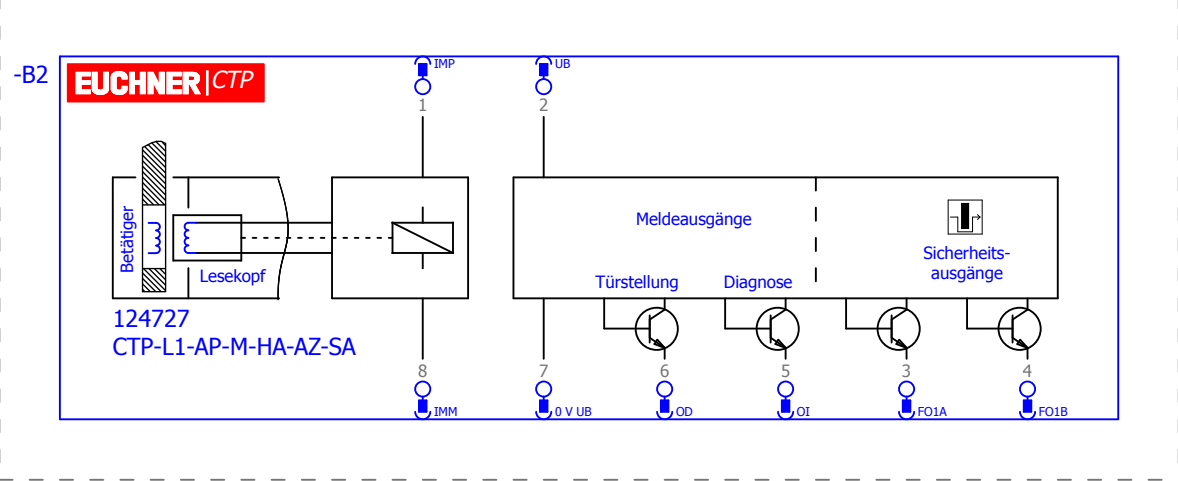 -B2
EUCHNER|CTP
IMP
UB
1
2
Betätiger
Lesekopf
Meldeausgänge
Türstellung
Diagnose
Sicherheits-
ausgänge
124727
CTP-L1-AP-M-HA-AZ-SA
8
7
6
5
3
4
IMM
0 V UB
OD
OI
FO1A
FO1B